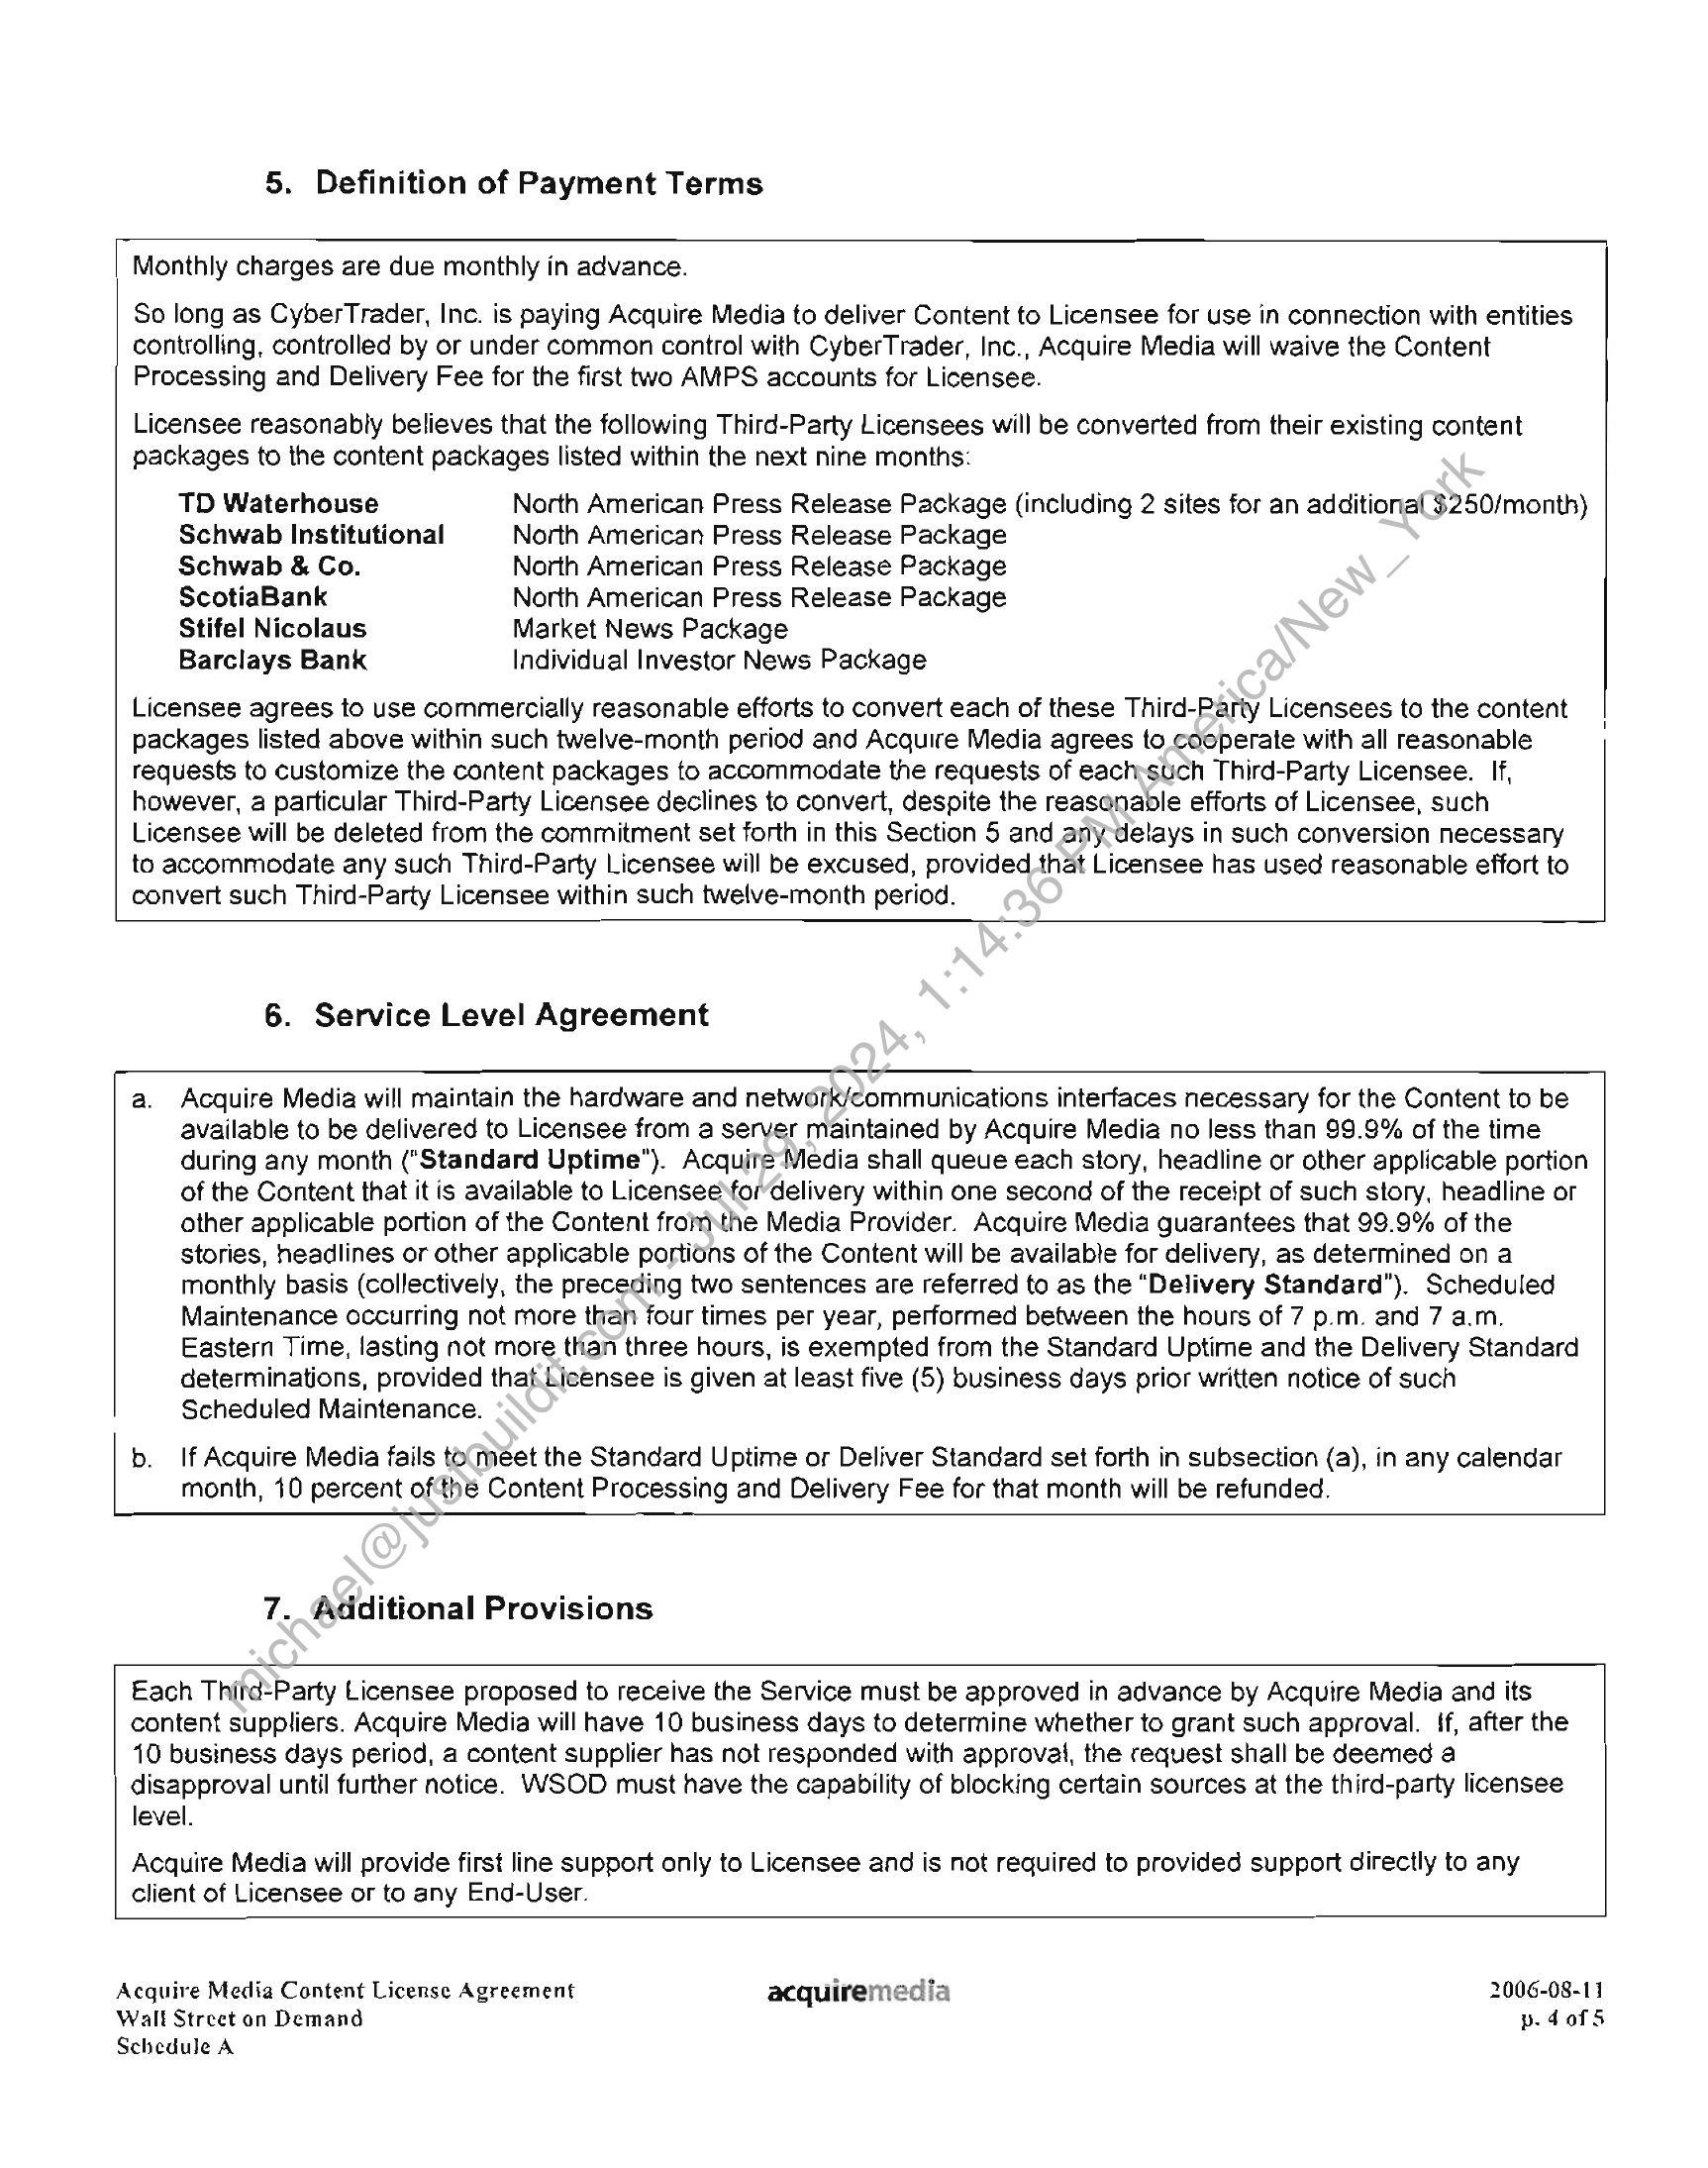 5. Definition of Payment Terms
Monthly charges are due monthly in advance.
So long as CyberTrader, Inc. is paying Acquire Media to deliver Content to Licensee for use in connection with entities
controlling, controlled by or under common control with CyberTrader, Inc., Acquire Media will waive the Content
Processing and Delivery Fee for the first two AMPS accounts for Licensee.
Licensee reasonably believes that the following Third-Party Licensees will be converted from their existing content
packages to the content packages listed within the next nine months:
TD Waterhouse North American Press Release Package (including 2 sites for an additional $250/month)
Schwab Institutional North American Press Release Package
Schwab & Co. North American Press Release Package
ScotiaBank North American Press Release Package
Stifel Nicolaus Market News Package
Barclays Bank Individual Investor News Package
Licensee agrees to use commercially reasonable efforts to convert each of these Third-Party Licensees to the content
packages listed above within such twelve-month period and Acquire Media agrees to cooperate with all reasonable
requests to customize the content packages to accommodate the requests of each such Third-Party Licensee. If,
however, a particular Third-Party Licensee declines to convert, despite the reasonable efforts of Licensee, such
Licensee will be deleted from the commitment set forth in this Section 5 and any delays in such conversion necessary
to accommodate any such Third-Party Licensee will be excused, provided that Licensee has used reasonable effort to
convert such Third-Party Licensee within such twelve-month period.
6. Service Level Agreement
a. Acquire Media will maintain the hardware and network/communications interfaces necessary for the Content to be
available to be delivered to Licensee from a server maintained by Acquire Media no less than 99.9% of the time
during any month ("Standard Uptime"). Acquire Media shall queue each story, headline or other applicable portion
of the Content that it is available to Licensee for delivery within one second of the receipt of such story, headline or
other applicable portion of the Content from the Media Provider. Acquire Media guarantees that 99.9% of the
stories, headlines or other applicable portions of the Content will be available for delivery, as determined on a
monthly basis (collectively, the preceding two sentences are referred to as the "Delivery Standard"). Scheduled
Maintenance occurring not more than four times per year, performed between the hours of 7 p.m. and 7 a.m.
Eastern Time, lasting not more than three hours, is exempted from the Standard Uptime and the Delivery Standard
determinations, provided that Licensee is given at least five (5) business days prior written notice of such
Scheduled Maintenance.
b. If Acquire Media fails to meet the Standard Uptime or Deliver Standard set forth in subsection (a), in any calendar
month, 10 percent of the Content Processing and Delivery Fee for that month will be refunded.
7. Additional Provisions
Each Third-Party Licensee proposed to receive the Service must be approved in advance by Acquire Media and its
content suppliers. Acquire Media will have 10 business days to determine whether to grant such approval. If, after the
10 business days period, a content supplier has not responded with approval, the request shall be deemed a
disapproval until further notice. WSOD must have the capability of blocking certain sources at the third-party licensee
level.
Acquire Media will provide first line support only to Licensee and is not required to provided support directly to any
client of Licensee or to any End-User.
Acquire Media Content License Agreement acquiremedia 2006-08-11
Wall Street on Demand p. 4 of 5
Schedule A
michael@justbuildit.com - Jul 29, 2024, 1:14:36 PM America/New_York